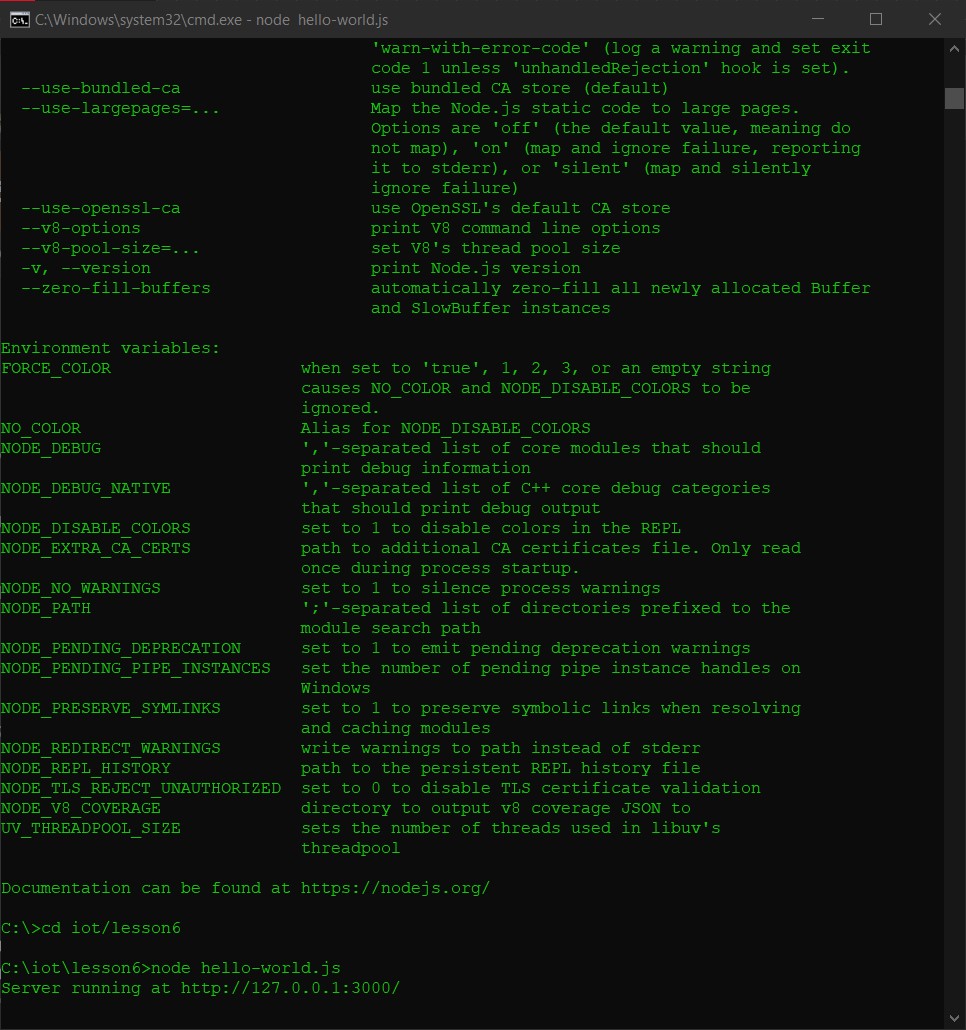 C:\Windows\system32\cmd.exe - node  hello-world.js
                                     'warn-with-error-code' (log a warning and set exit
                                     code 1 unless 'unhandledRejection' hook is set).
  --use-bundled-ca                   use bundled CA store (default)
  --use-largepages=...               Map the Node.js static code to large pages.
                                     Options are 'off' (the default value, meaning do
                                     not map), 'on' (map and ignore failure, reporting
                                     it to stderr), or 'silent' (map and silently
                                     ignore failure)
  --use-openssl-ca                   use OpenSSL's default CA store
  --v8-options                       print V8 command line options
  --v8-pool-size=...                 set V8's thread pool size
  -v, --version                      print Node.js version
  --zero-fill-buffers                automatically zero-fill all newly allocated Buffer
                                     and SlowBuffer instances

Environment variables:
FORCE_COLOR                   when set to 'true', 1, 2, 3, or an empty string
                              causes NO_COLOR and NODE_DISABLE_COLORS to be
                              ignored.
NO_COLOR                      Alias for NODE_DISABLE_COLORS
NODE_DEBUG                    ','-separated list of core modules that should
                              print debug information
NODE_DEBUG_NATIVE             ','-separated list of C++ core debug categories
                              that should print debug output
NODE_DISABLE_COLORS           set to 1 to disable colors in the REPL
NODE_EXTRA_CA_CERTS           path to additional CA certificates file. Only read
                              once during process startup.
NODE_NO_WARNINGS              set to 1 to silence process warnings
NODE_PATH                     ';'-separated list of directories prefixed to the
                              module search path
NODE_PENDING_DEPRECATION      set to 1 to emit pending deprecation warnings
NODE_PENDING_PIPE_INSTANCES   set the number of pending pipe instance handles on
                              Windows
NODE_PRESERVE_SYMLINKS        set to 1 to preserve symbolic links when resolving
                              and caching modules
NODE_REDIRECT_WARNINGS        write warnings to path instead of stderr
NODE_REPL_HISTORY             path to the persistent REPL history file
NODE_TLS_REJECT_UNAUTHORIZED  set to 0 to disable TLS certificate validation
NODE_V8_COVERAGE              directory to output v8 coverage JSON to
UV_THREADPOOL_SIZE            sets the number of threads used in libuv's
                              threadpool

Documentation can be found at https://nodejs.org/

C:\>cd iot/lesson6

C:\iot\lesson6>node hello-world.js
Server running at http://127.0.0.1:3000/